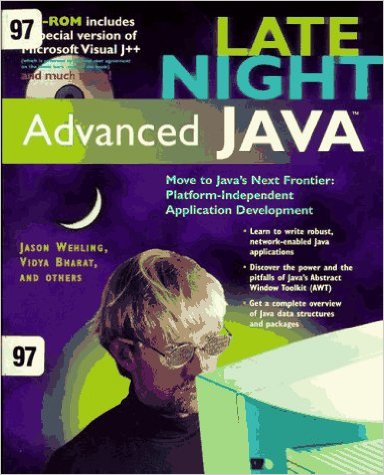 97
-ROM includes
special version of
Microsoft Visual J++
and much
LATE
NIGHT
Advanced JAVA™
Move to Java's Next Frontier:
Platform-Independent
Application Development
JASON WEHLING,
VIDYA BHARAT,
AND OTHERS
• Learn to write robust,
network-enabled Java
applications
• Discover the power and the
pitfalls of Java's Abstract
Window Toolkit (AWT)
• Get a complete overview
of Java data structures
and packages
97